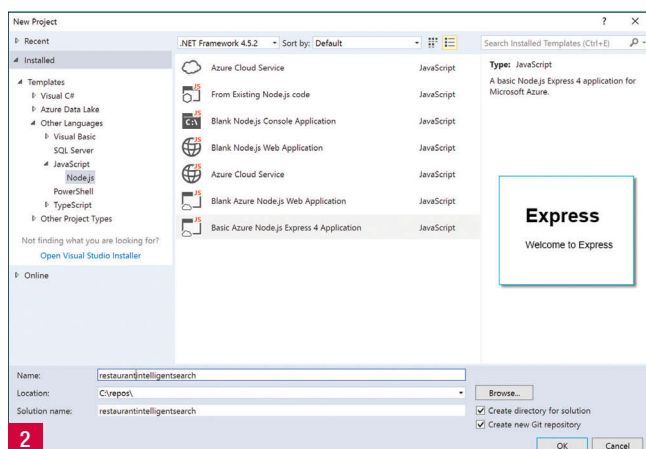 New Project
? ×
Recent
.NET Framework 4.5.2 Sort by: Default
Search Installed Templates (Ctrl+E)
Installed
Templates
Visual C#
Azure Data Lake
Other Languages
Visual Basic
SQL Server
JavaScript
Node.js
PowerShell
TypeScript
Other Project Types
Not finding what you are looking for?
Open Visual Studio Installer
Online
Azure Cloud Service JavaScript
JS From Existing Node.js code JavaScript
JS C:\ Blank Node.js Console Application JavaScript
JS Blank Node.js Web Application JavaScript
JS Azure Cloud Service JavaScript
JS Blank Azure Node.js Web Application JavaScript
JS Basic Azure Node.js Express 4 Application JavaScript
Type: JavaScript
A basic Node.js Express 4 application for
Microsoft Azure.
Express
Welcome to Express
Name: restaurantintelligentsearch
Location: C:\repos\ Browse...
Solution name: restaurantintelligentsearch
Create directory for solution
Create new Git repository
OK Cancel
2